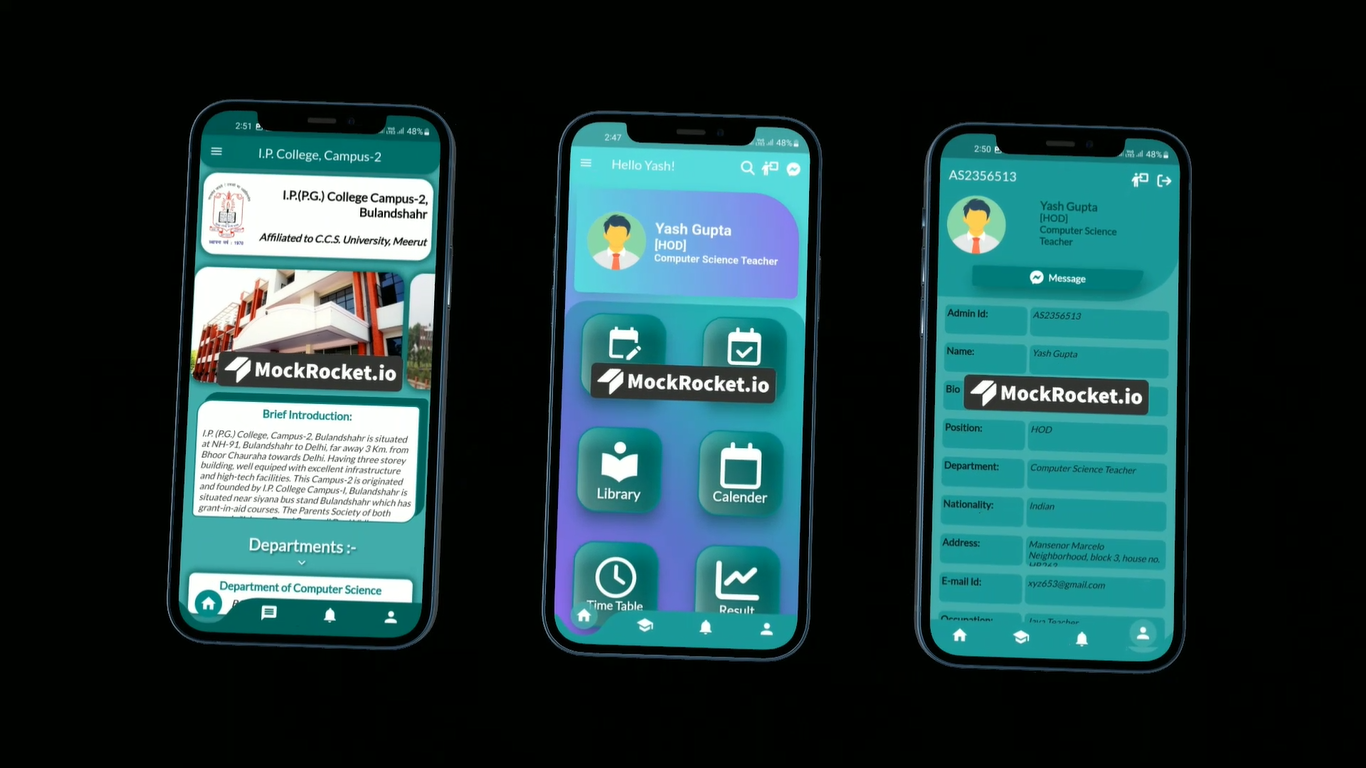 2:51
48%
I.P. College, Campus-2
I.P.(P.G.) College Campus-2,
Bulandshahr
Affiliated to C.C.S. University, Meerut
MockRocket.io
Brief Introduction:
I.P. (P.G.) College, Campus-2, Bulandshahr is situated
at NH-91, Bulandshahr to Delhi, far away 3 Km. from
Bhoor Chauraha towards Delhi. Having three storey
building, well equiped with excellent infrastructure
and high-tech facilities. This Campus-2 is originated
and founded by I.P. College Campus-I, Bulandshahr is
situated near siyana bus stand Bulandshahr which has
grant-in-aid courses. The Parents Society of both
Departments :-
Department of Computer Science
2:47
48%
Hello Yash!
Yash Gupta
[HOD]
Computer Science Teacher
MockRocket.io
Library
Calender
Time Table
Result
2:50
48%
AS2356513
Yash Gupta
[HOD]
Computer Science
Teacher
Message
Admin Id: AS2356513
Name: Yash Gupta
Bio
MockRocket.io
Position: HOD
Department: Computer Science Teacher
Nationality: Indian
Address: Mansenor Marcelo
Neighborhood, block 3, house no.
E-mail Id: xyz653@gmail.com
Occupation: Java Teacher